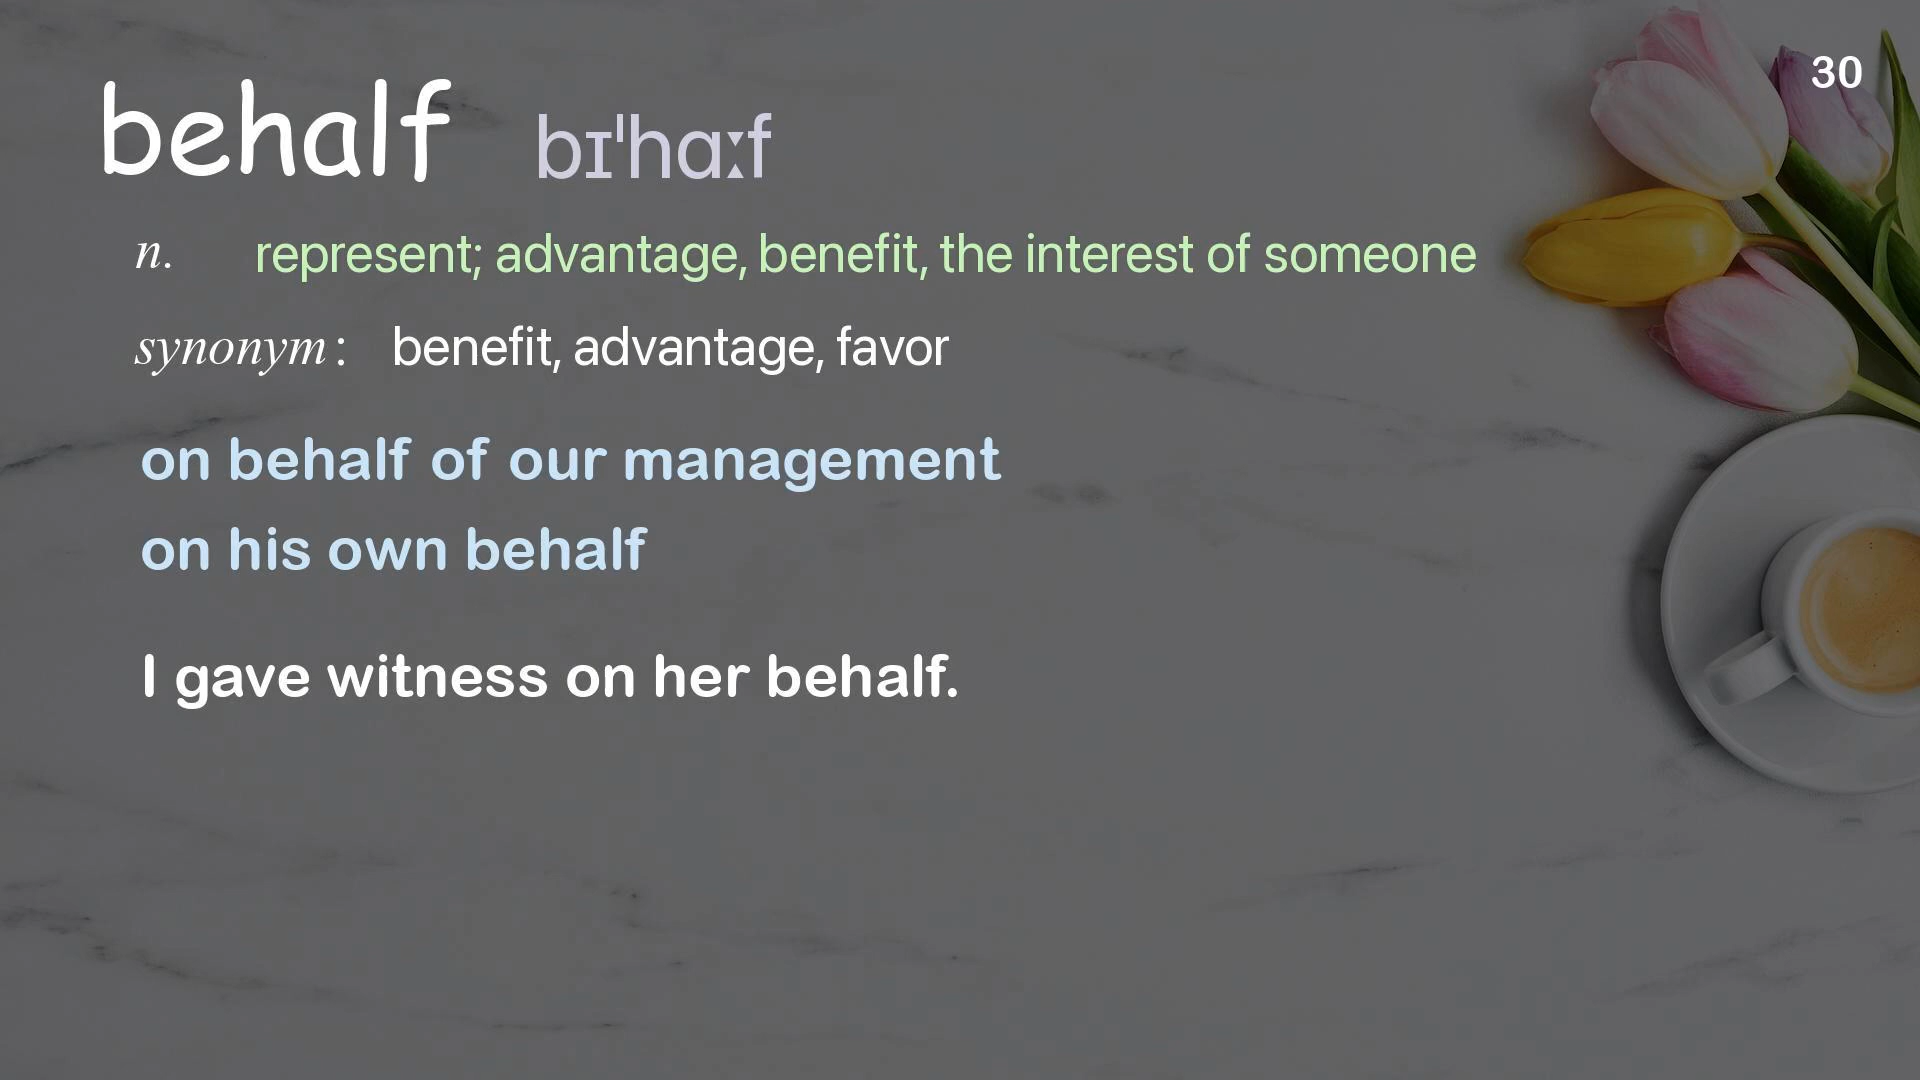 30
behalf bɪˈhɑːf
n. represent; advantage, benefit, the interest of someone
synonym: benefit, advantage, favor
on behalf of our management
on his own behalf
I gave witness on her behalf.